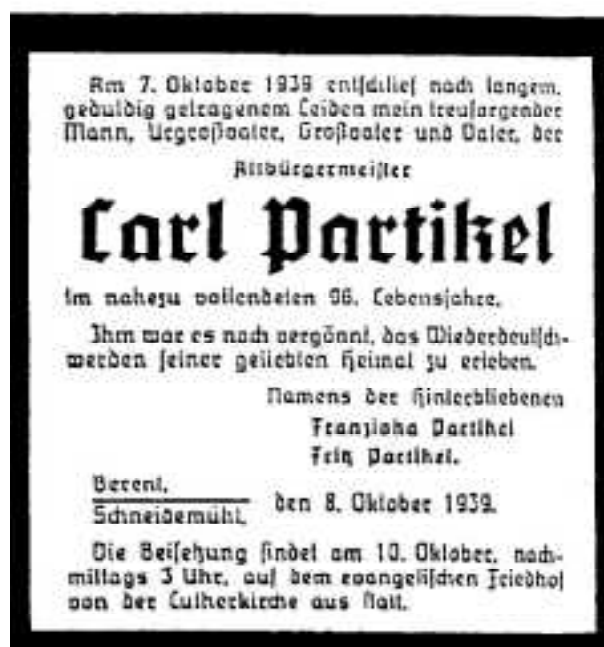 Am 7. Oktober 1939 entschlief nach langem,
geduldig getragenem Leiden mein treusorgender
Mann, Urgroßvater, Großvater und Vater, der
Altbürgermeister
Carl Partikel
im nahezu vollendeten 96. Lebensjahre.
Ihm war es noch vergönnt, das Wiederdeutsch-
werden seiner geliebten Heimat zu erleben.
Namens der Hinterbliebenen
Franziska Partikel
Fritz Partikel.
Berent,
Schneidemühl, den 8. Oktober 1939.
Die Beisetzung findet am 10. Oktober, nach-
mittags 3 Uhr, auf dem evangelischen Friedhof
von der Lutherkirche aus statt.